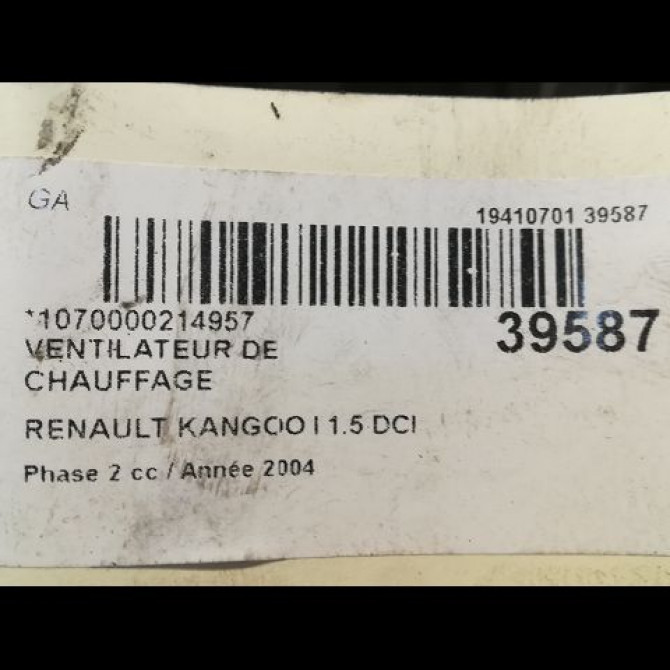 GA
19410701 39587
*1070000214957
39587
VENTILATEUR DE
CHAUFFAGE
RENAULT KANGOO I 1.5 DCI
Phase 2 cc / Année 2004